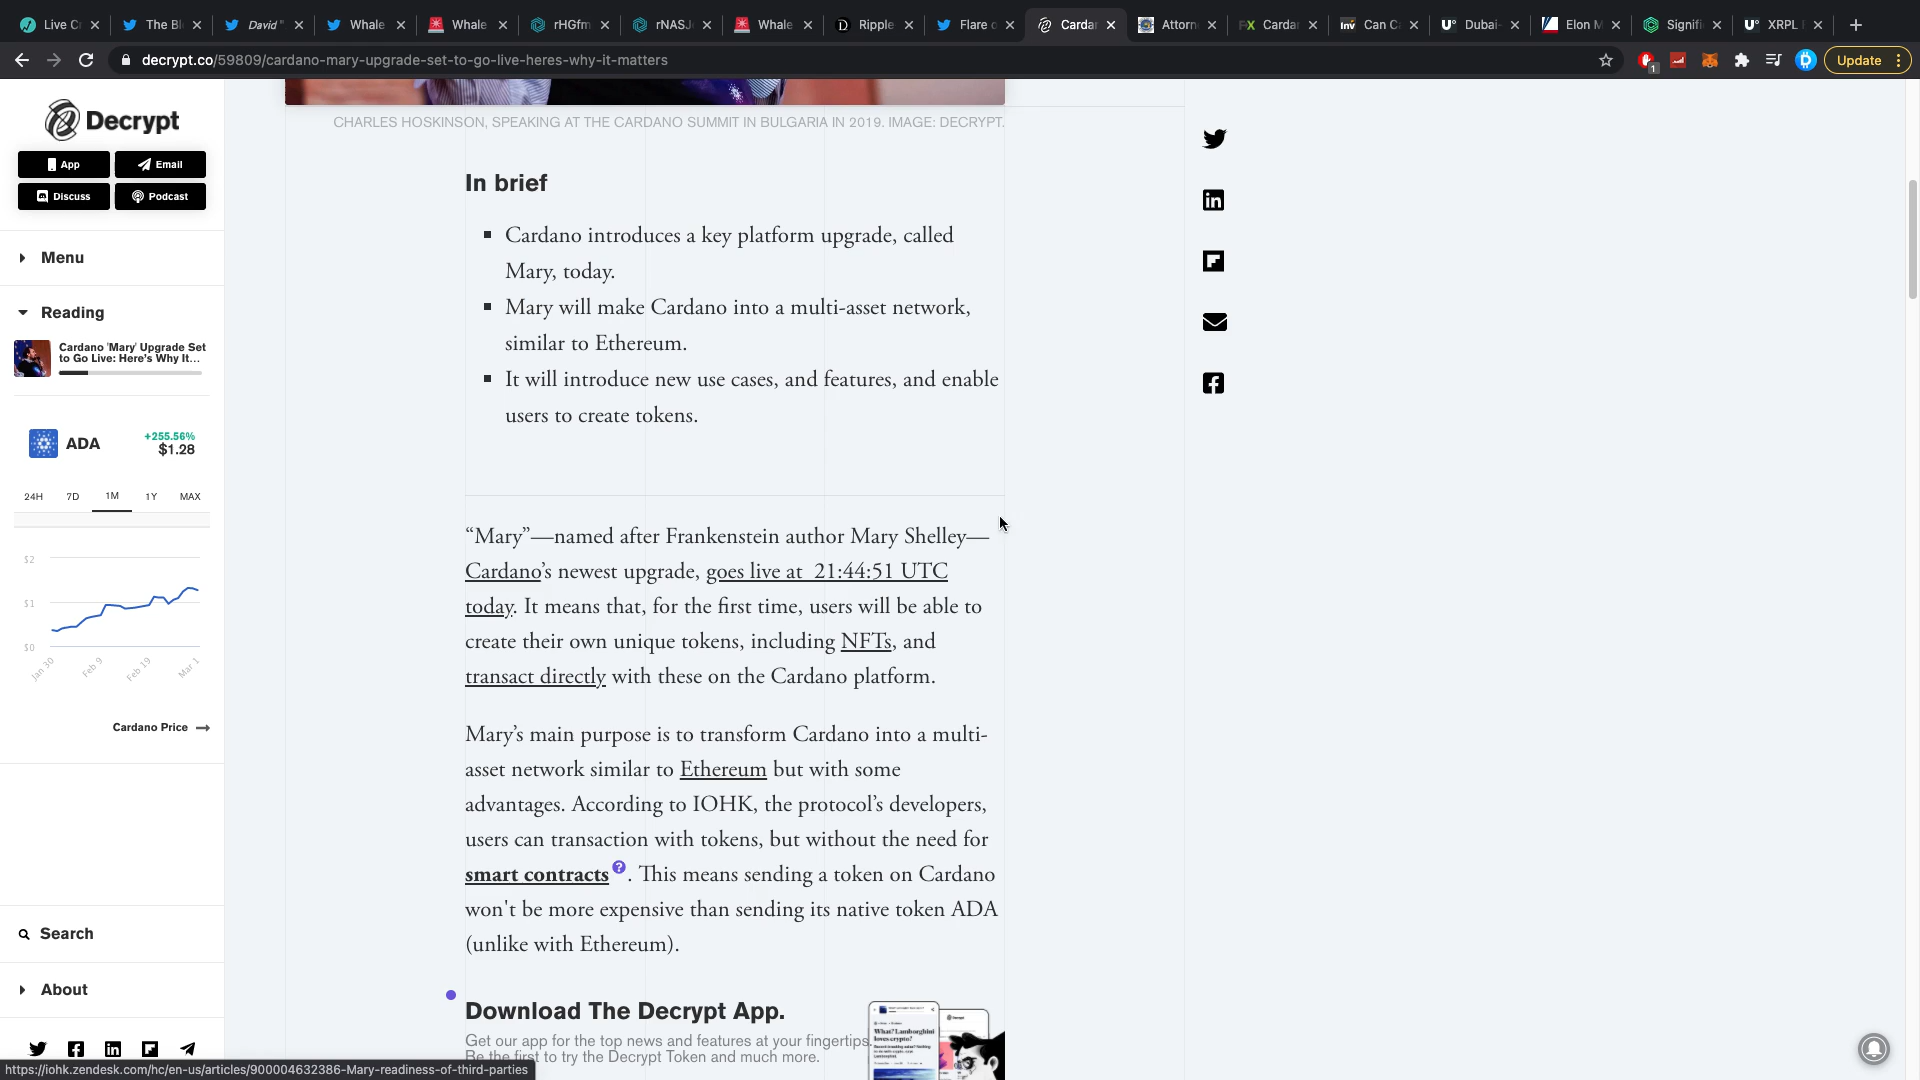 Live C
The Bl
David "
Whale
Whale
rHGfm
rNASJ
Whale
Ripple
Flare o
Cardar
Attorn
Cardar
Can C
Dubai-
Elon M
Signifi
XRPL
decrypt.co/59809/cardano-mary-upgrade-set-to-go-live-heres-why-it-matters
Update
Decrypt
App
Email
Discuss
Podcast
Menu
Reading
Cardano 'Mary' Upgrade Set
to Go Live: Here's Why It...
ADA
+255.56%
$1.28
24H 7D 1M 1Y MAX
$2
$1
$0
Jan 30 Feb 9 Feb 19 Mar 1
Cardano Price
Search
About
CHARLES HOSKINSON, SPEAKING AT THE CARDANO SUMMIT IN BULGARIA IN 2019. IMAGE: DECRYPT.
In brief
Cardano introduces a key platform upgrade, called
Mary, today.
Mary will make Cardano into a multi-asset network,
similar to Ethereum.
It will introduce new use cases, and features, and enable
users to create tokens.
“Mary”—named after Frankenstein author Mary Shelley—
Cardano’s newest upgrade, goes live at 21:44:51 UTC
today. It means that, for the first time, users will be able to
create their own unique tokens, including NFTs, and
transact directly with these on the Cardano platform.
Mary’s main purpose is to transform Cardano into a multi-
asset network similar to Ethereum but with some
advantages. According to IOHK, the protocol’s developers,
users can transaction with tokens, but without the need for
smart contracts ? . This means sending a token on Cardano
won't be more expensive than sending its native token ADA
(unlike with Ethereum).
Download The Decrypt App.
Get our app for the top news and features at your fingertips.
Be the first to try the Decrypt Token and much more.
What? Lamborghini
loves crypto?
https://iohk.zendesk.com/hc/en-us/articles/900004632386-Mary-readiness-of-third-parties